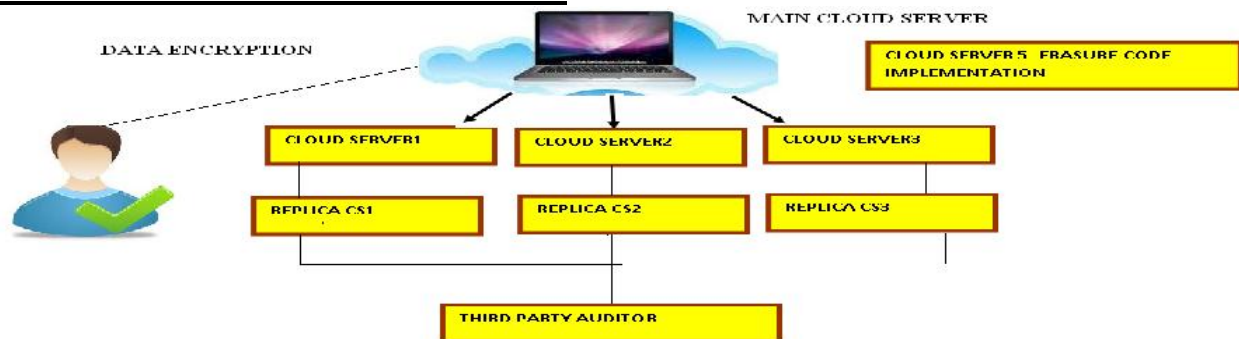 MAIN CLOUD SERVER
DATA ENCRYPTION
CLOUD SERVER 5 ERASURE CODE
IMPLEMENTATION
CLOUD SERVER1
CLOUD SERVER2
CLOUD SERVER3
REPLICA CS1
REPLICA CS2
REPLICA CS3
THIRD PARTY AUDITOR